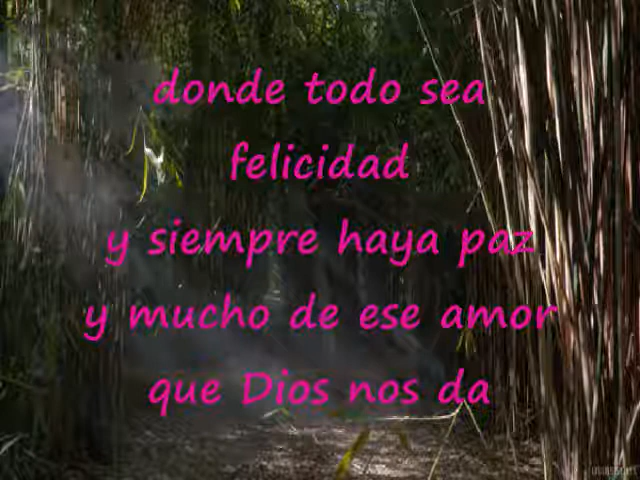 donde todo sea
felicidad
y siempre haya paz
y mucho de ese amor
que Dios nos da